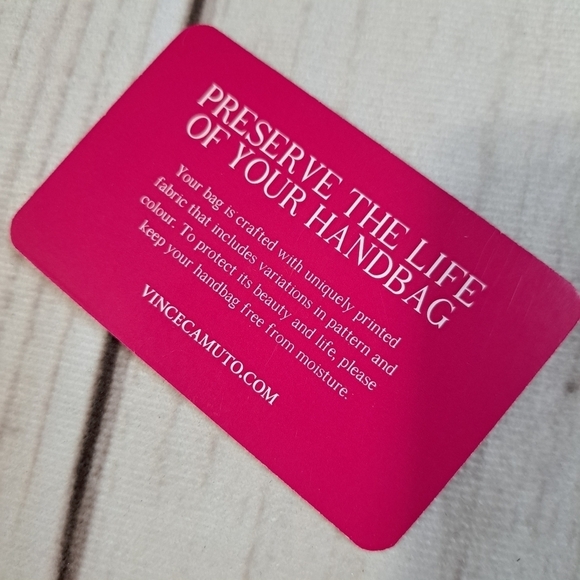 PRESERVE THE LIFE
OF YOUR HANDBAG
Your bag is crafted with uniquely printed
fabric that includes variations in pattern and
colour. To protect its beauty and life, please
keep your handbag free from moisture.
VINCECAMUTO.COM